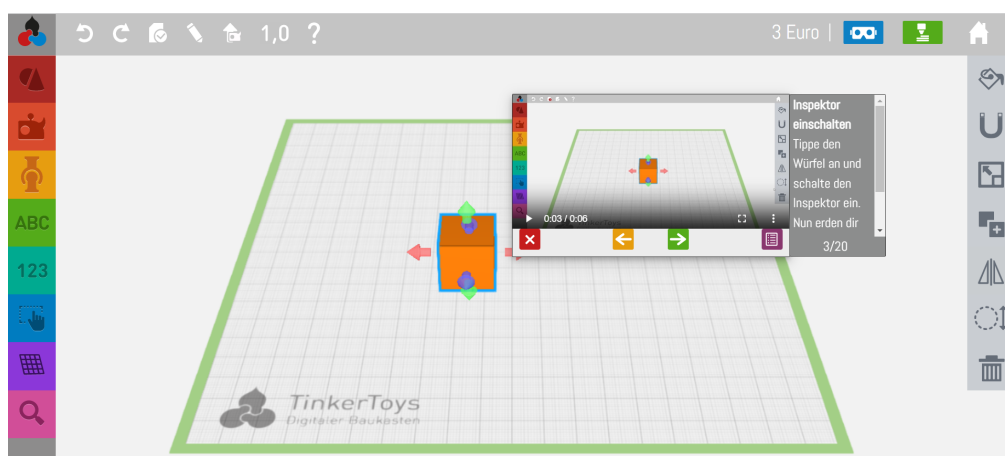 1,0 ?
3 Euro |
ABC
123
Inspektor
einschalten
Tippe den
Würfel an und
schalte den
Inspektor ein.
Nun erden dir
3/20
0:03 / 0:06
ABC
TinkerToys
Digitaler Baukasten